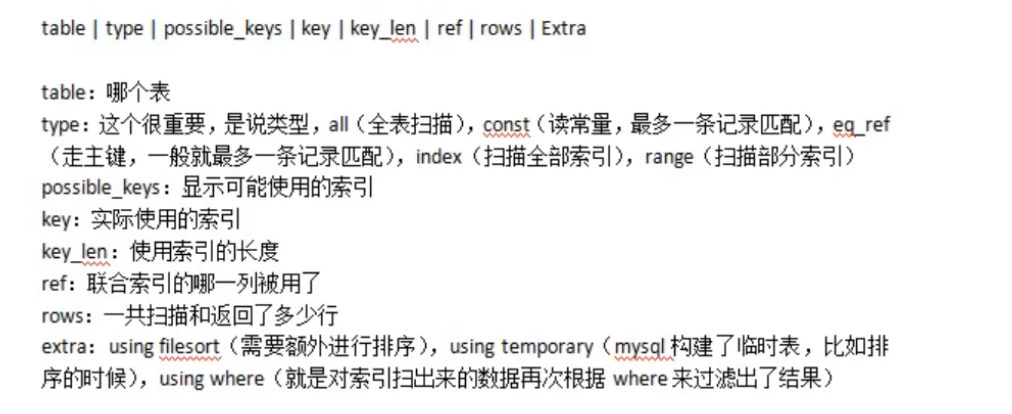 table | type | possible_keys | key | key_len | ref | rows | Extra
table：哪个表
type：这个很重要，是说类型，all（全表扫描），const（读常量，最多一条记录匹配），eq_ref
（走主键，一般就最多一条记录匹配），index（扫描全部索引），range（扫描部分索引）
possible_keys：显示可能使用的索引
key：实际使用的索引
key_len：使用索引的长度
ref：联合索引的哪一列被用了
rows：一共扫描和返回了多少行
extra：using filesort（需要额外进行排序），using temporary（mysql 构建了临时表，比如排
序的时候），using where（就是对索引扫出来的数据再次根据 where 来过滤出了结果）